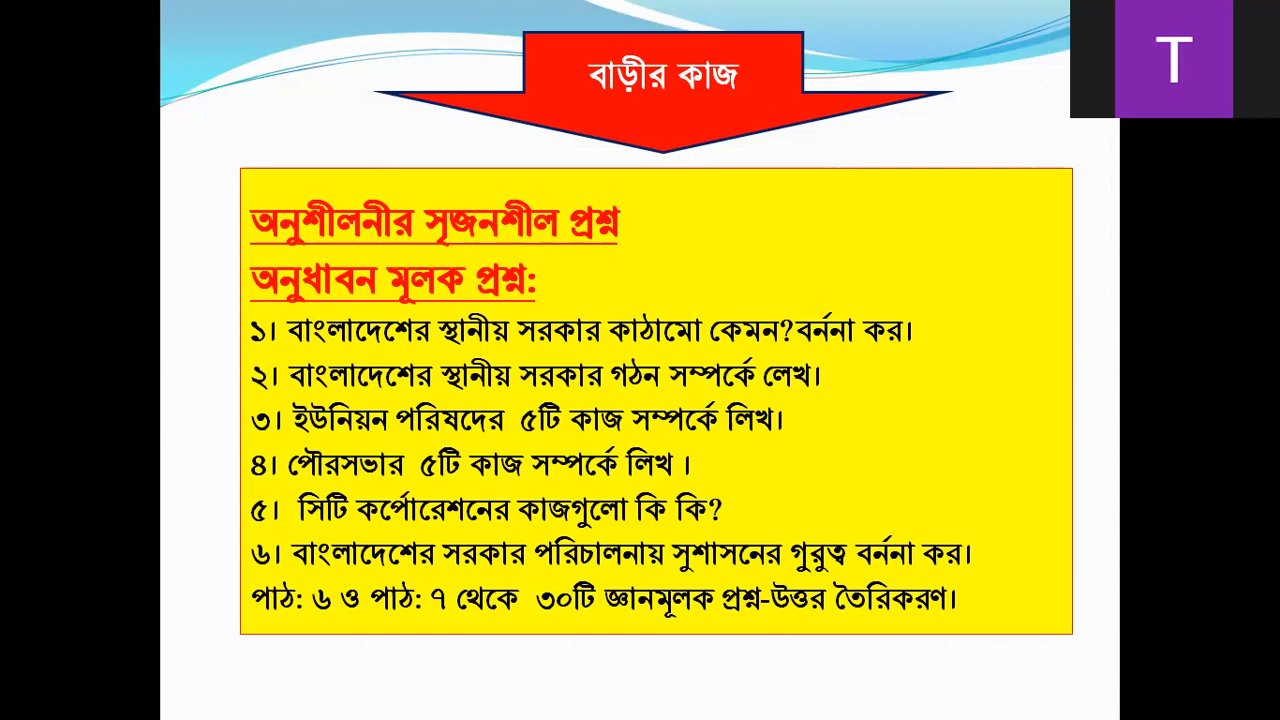 বাড়ীর কাজ
T
অনুশীলনীর সৃজনশীল প্রশ্ন
অনুধাবন মূলক প্রশ্ন:
১। বাংলাদেশের স্থানীয় সরকার কাঠামো কেমন?বর্ননা কর।
২। বাংলাদেশের স্থানীয় সরকার গঠন সম্পর্কে লেখ।
৩। ইউনিয়ন পরিষদের ৫টি কাজ সম্পর্কে লিখ।
৪। পৌরসভার ৫টি কাজ সম্পর্কে লিখ ।
৫। সিটি কর্পোরেশনের কাজগুলো কি কি?
৬। বাংলাদেশের সরকার পরিচালনায় সুশাসনের গুরুত্ব বর্ননা কর।
পাঠ: ৬ ও পাঠ: ৭ থেকে ৩০টি জ্ঞানমূলক প্রশ্ন-উত্তর তৈরিকরণ।